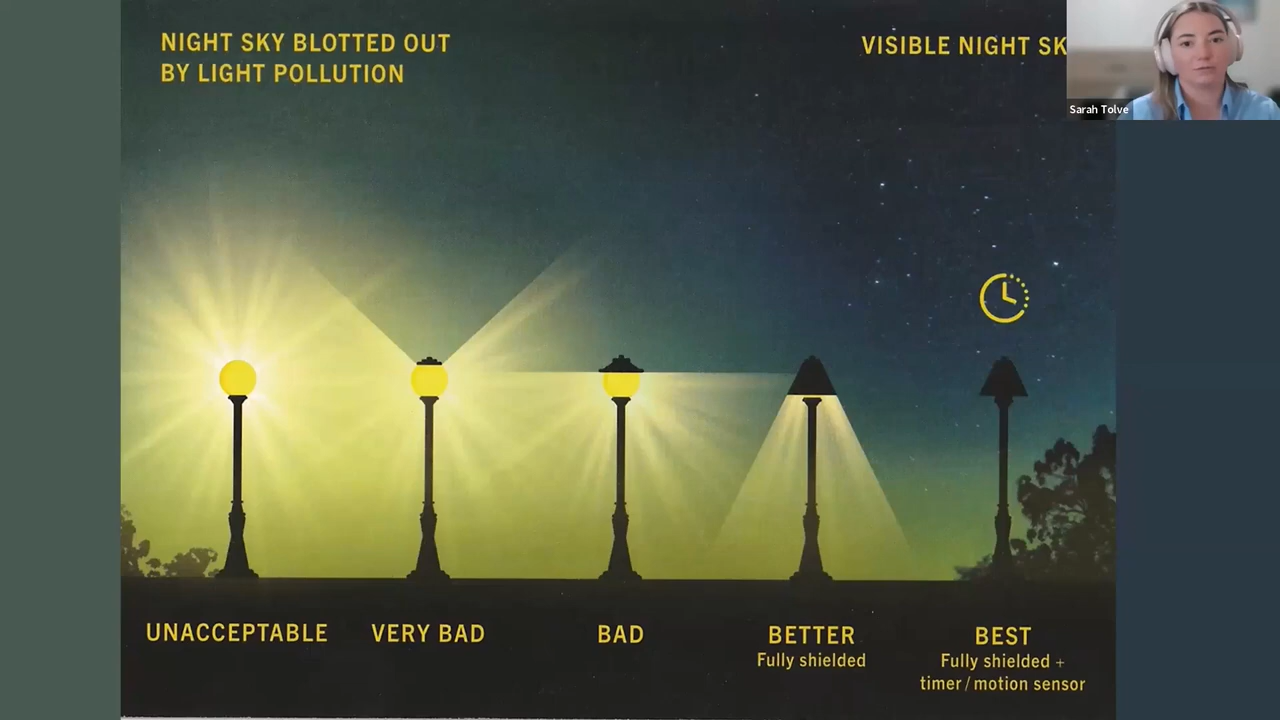 NIGHT SKY BLOTTED OUT
BY LIGHT POLLUTION
VISIBLE NIGHT SK
Sarah Tolve
UNACCEPTABLE
VERY BAD
BAD
BETTER
Fully shielded
BEST
Fully shielded +
timer / motion sensor